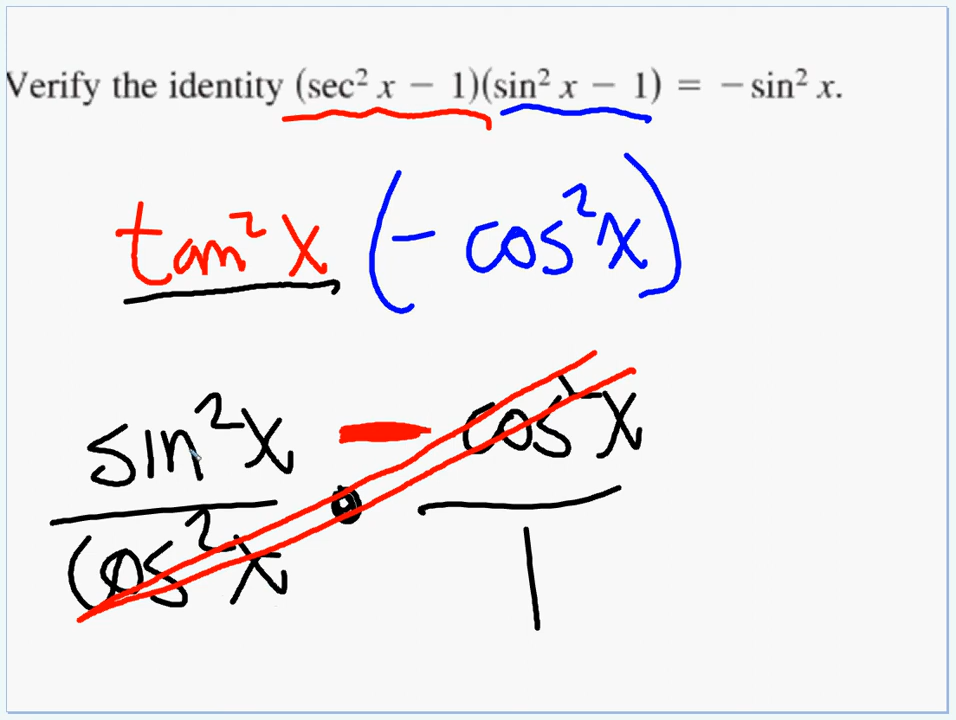 Verify the identity (sec² x − 1)(sin² x − 1) = − sin² x.
tan² x (− cos² x)
sin² x − cos² x
cos² x • 1